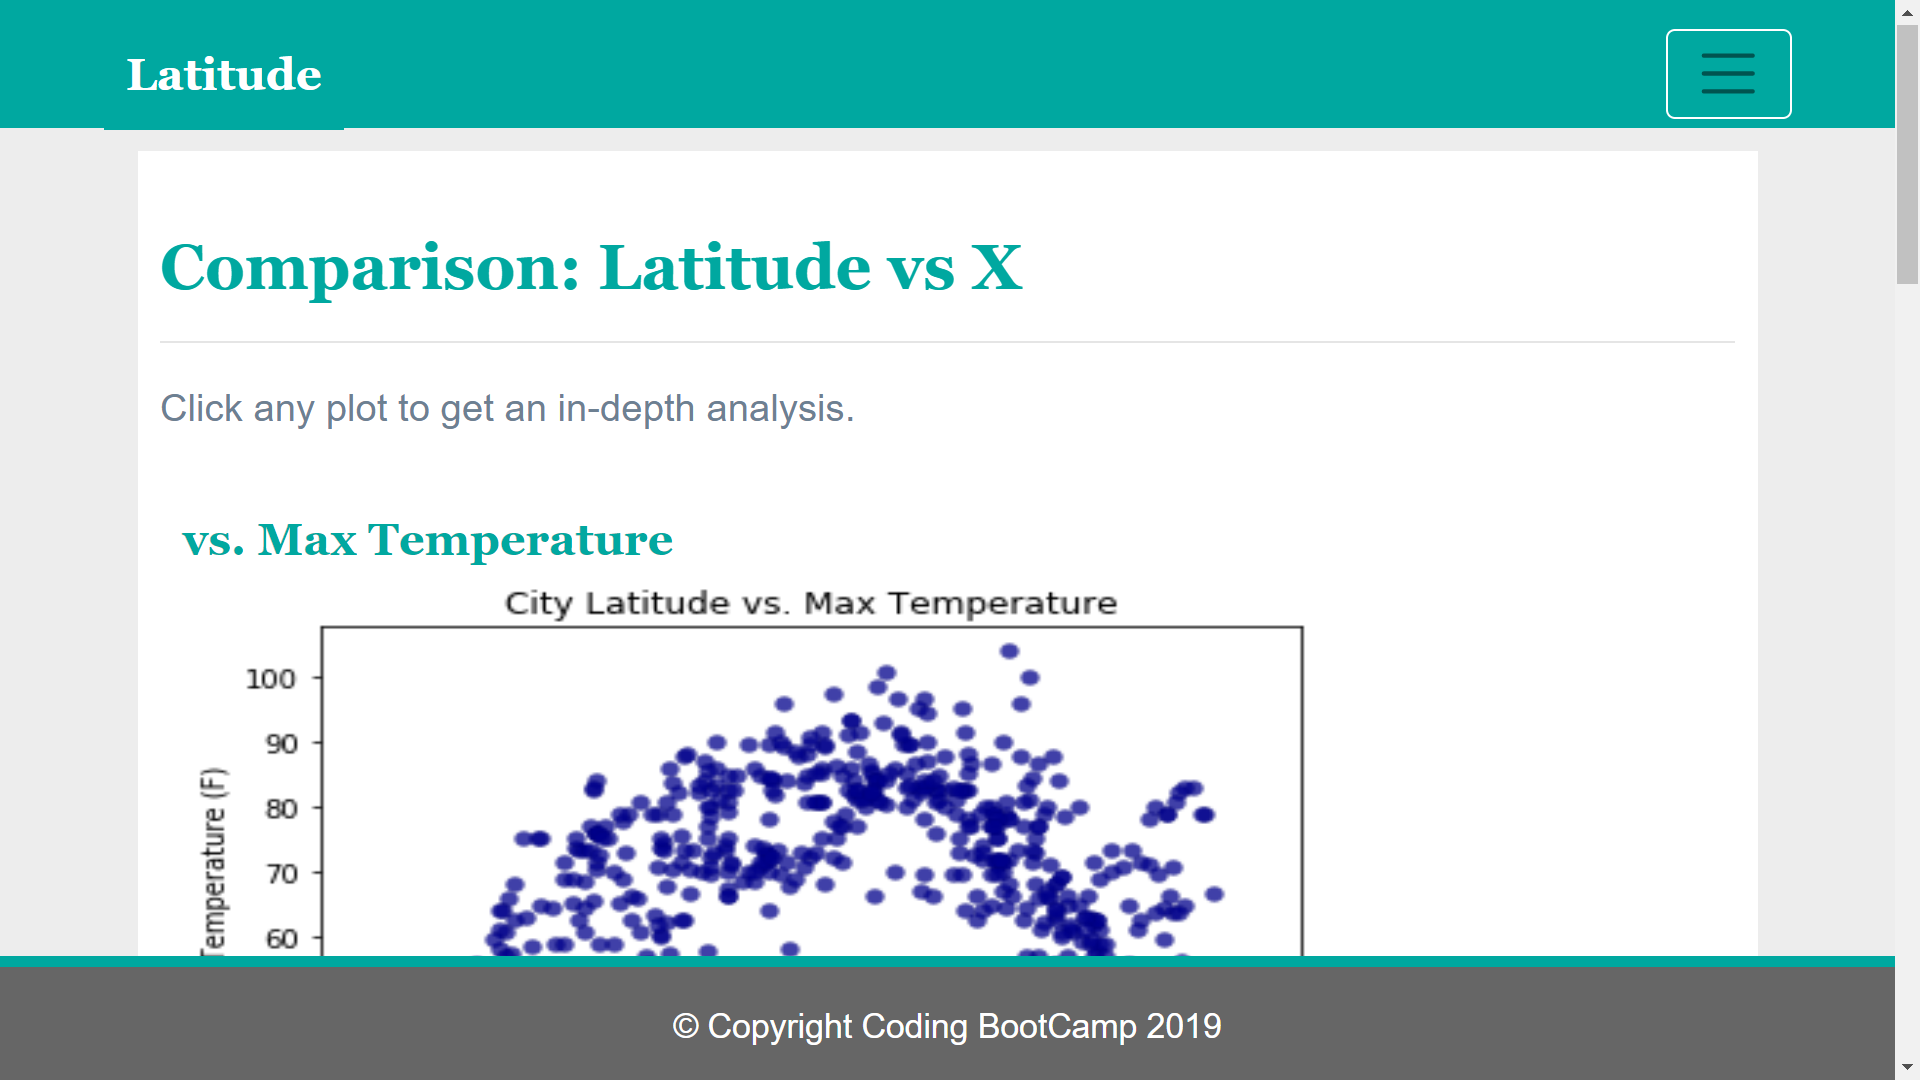 Latitude
Comparison: Latitude vs X
Click any plot to get an in-depth analysis.
vs. Max Temperature
City Latitude vs. Max Temperature
100
90
80
70
60
Temperature (F)
© Copyright Coding BootCamp 2019